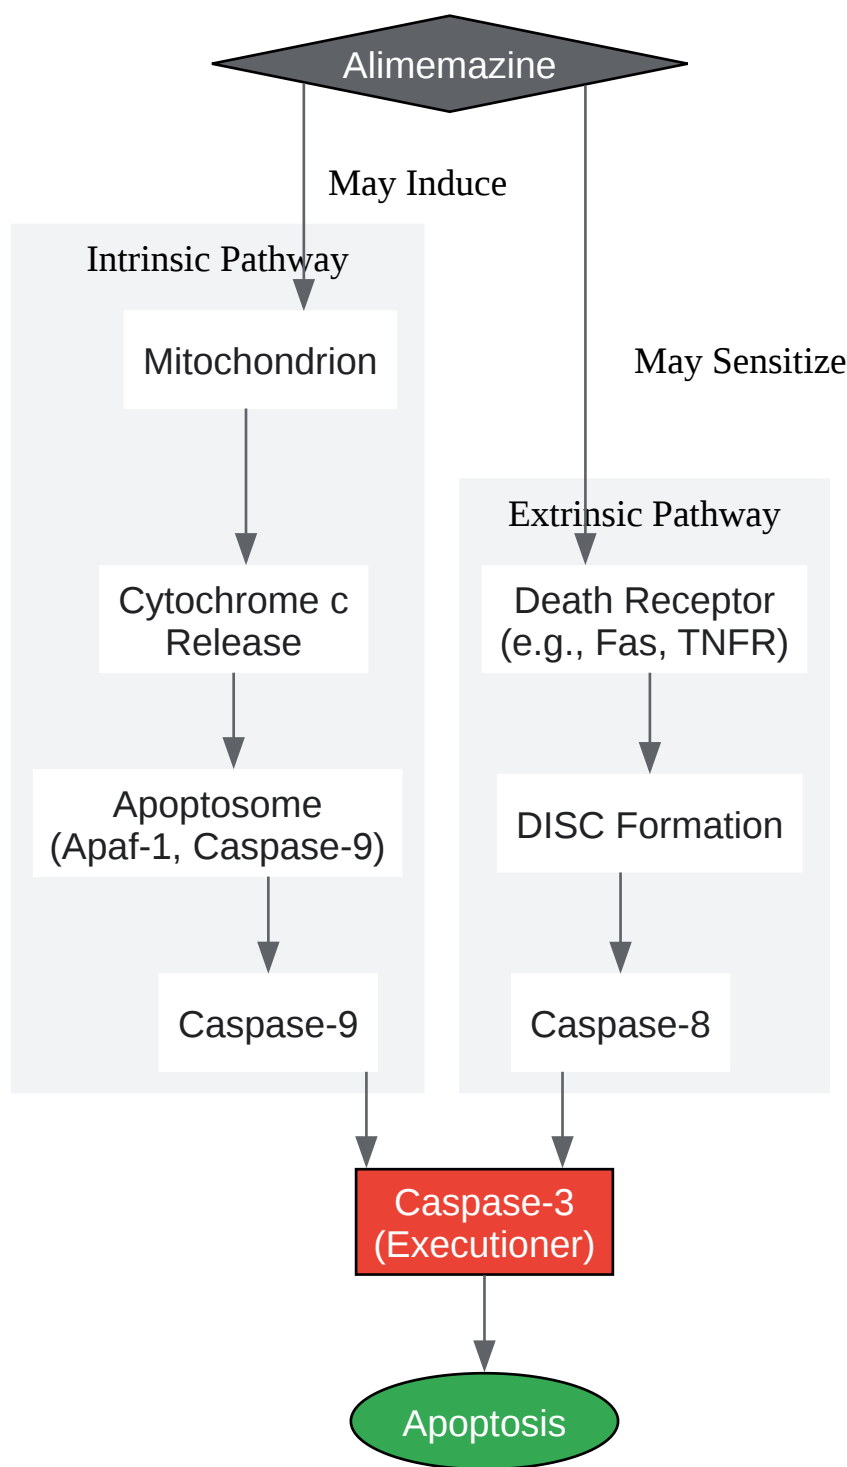 Alimemazine
May Induce
Intrinsic Pathway
Mitochondrion
May Sensitize
Extrinsic Pathway
Cytochrome c
Release
Death Receptor
(e.g., Fas, TNFR)
Apoptosome
(Apaf-1, Caspase-9)
DISC Formation
Caspase-9
Caspase-8
Caspase-3
(Executioner)
Apoptosis